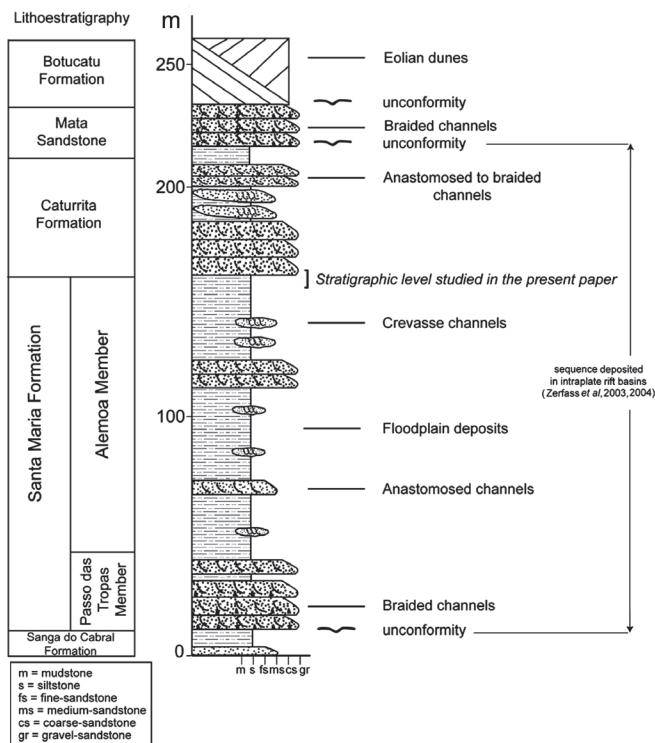 Lithoestratigraphy
m
Botucatu
Formation
250
Eolian dunes
unconformity
Mata
Sandstone
Braided channels
unconformity
Caturrita
Formation
200
Anastomosed to braided
channels
Stratigraphic level studied in the present paper
Santa Maria Formation
Alemoa Member
Crevasse channels
sequence deposited
in intraplate rift basins
(Zerfass et al, 2003, 2004)
100
Floodplain deposits
Anastomosed channels
Passo das
Tropas
Member
Braided channels
unconformity
Sanga do Cabral
Formation
0
m s fs ms cs gr
m = mudstone
s = siltstone
fs = fine-sandstone
ms = medium-sandstone
cs = coarse-sandstone
gr = gravel-sandstone